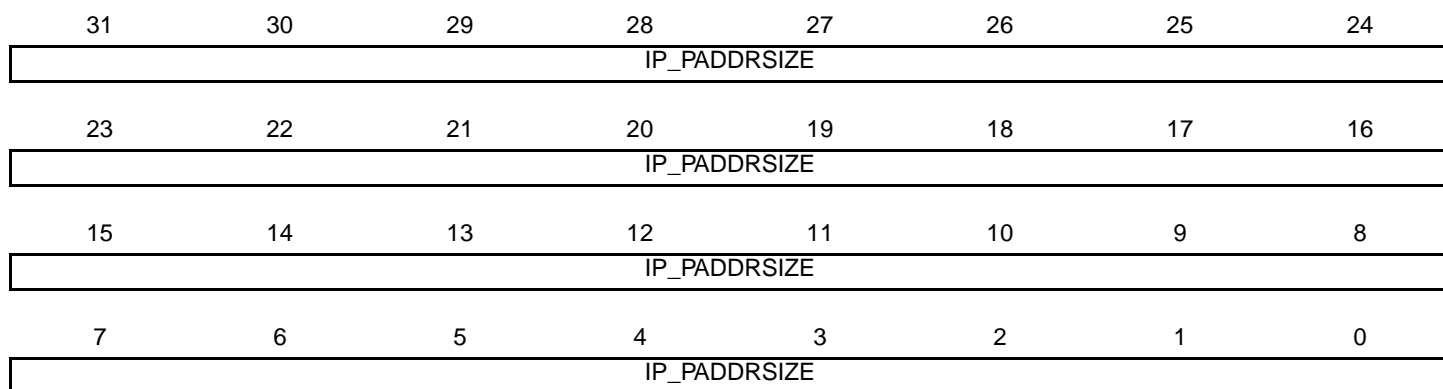 31 30 29 28 27 26 25 24
IP_PADDRSIZE
23 22 21 20 19 18 17 16
IP_PADDRSIZE
15 14 13 12 11 10 9 8
IP_PADDRSIZE
7 6 5 4 3 2 1 0
IP_PADDRSIZE